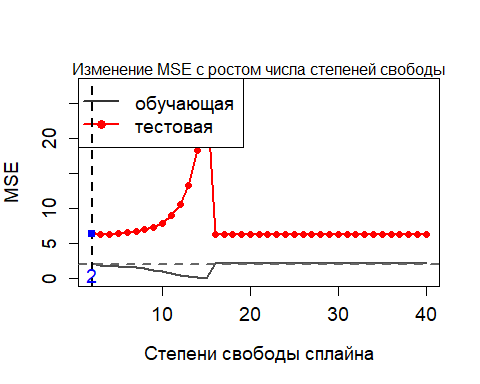 Изменение MSE с ростом числа степеней свободы
обучающая
тестовая
MSE
20
10
5
0
2
10 20 30 40
Степени свободы сплайна